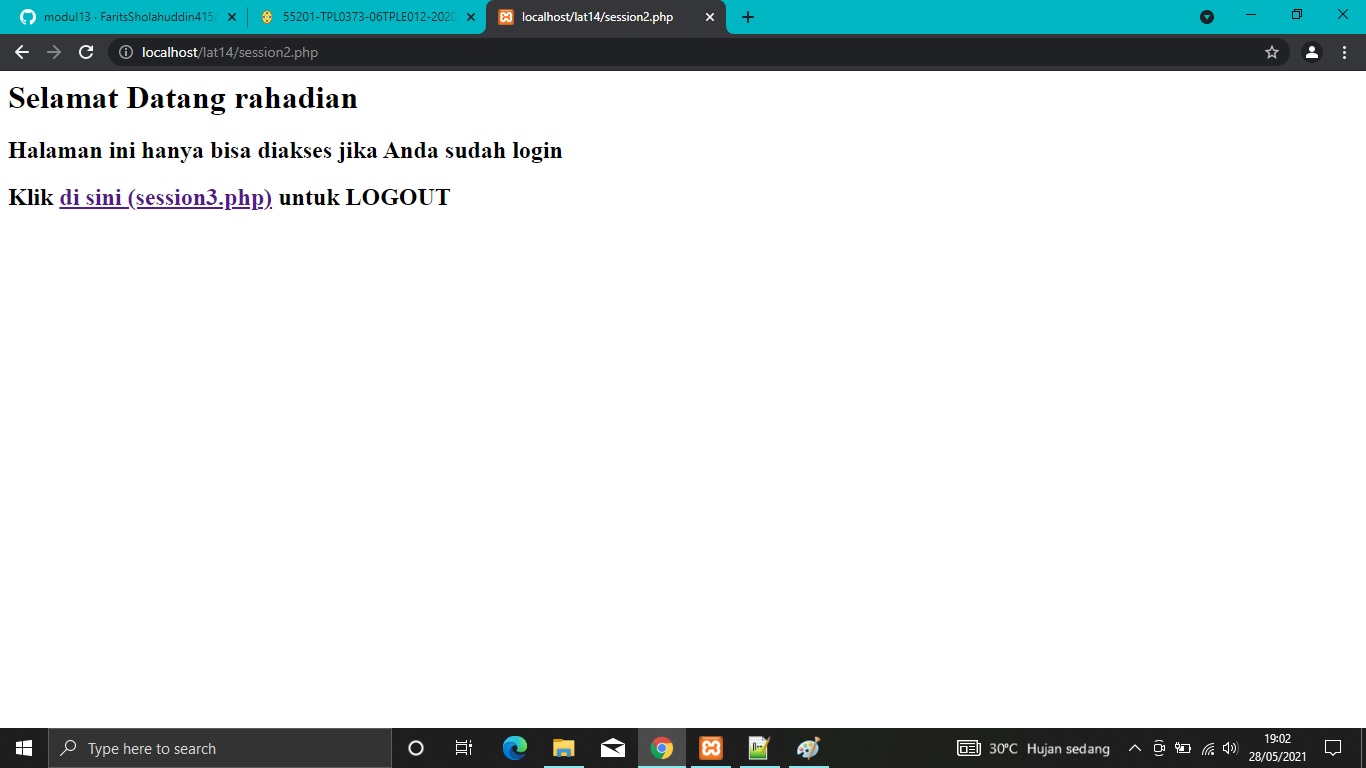 modul13 · FaritsSholahuddin415/
55201-TPL0373-06TPLE012-2020
localhost/lat14/session2.php
localhost/lat14/session2.php
Selamat Datang rahadian
Halaman ini hanya bisa diakses jika Anda sudah login
Klik di sini (session3.php) untuk LOGOUT
Type here to search
30°C Hujan sedang
19:02
28/05/2021